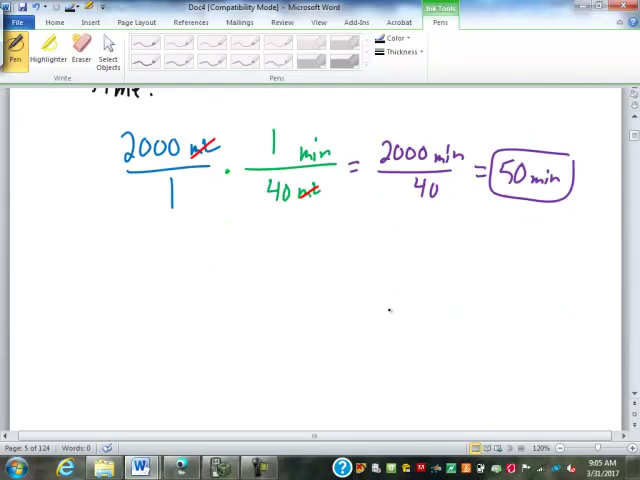 Doc4 [Compatibility Mode] - Microsoft Word
Ink Tools
File Home Insert Page Layout References Mailings Review View Add-Ins Acrobat Pens
Pen Highlighter Eraser Select Objects
Color
Thickness
Write Pens
2000 1 min = 2000 min = 50 min
1 · 40 40
Page: 5 of 124 Words: 0 120%
9:05 AM
3/31/2017